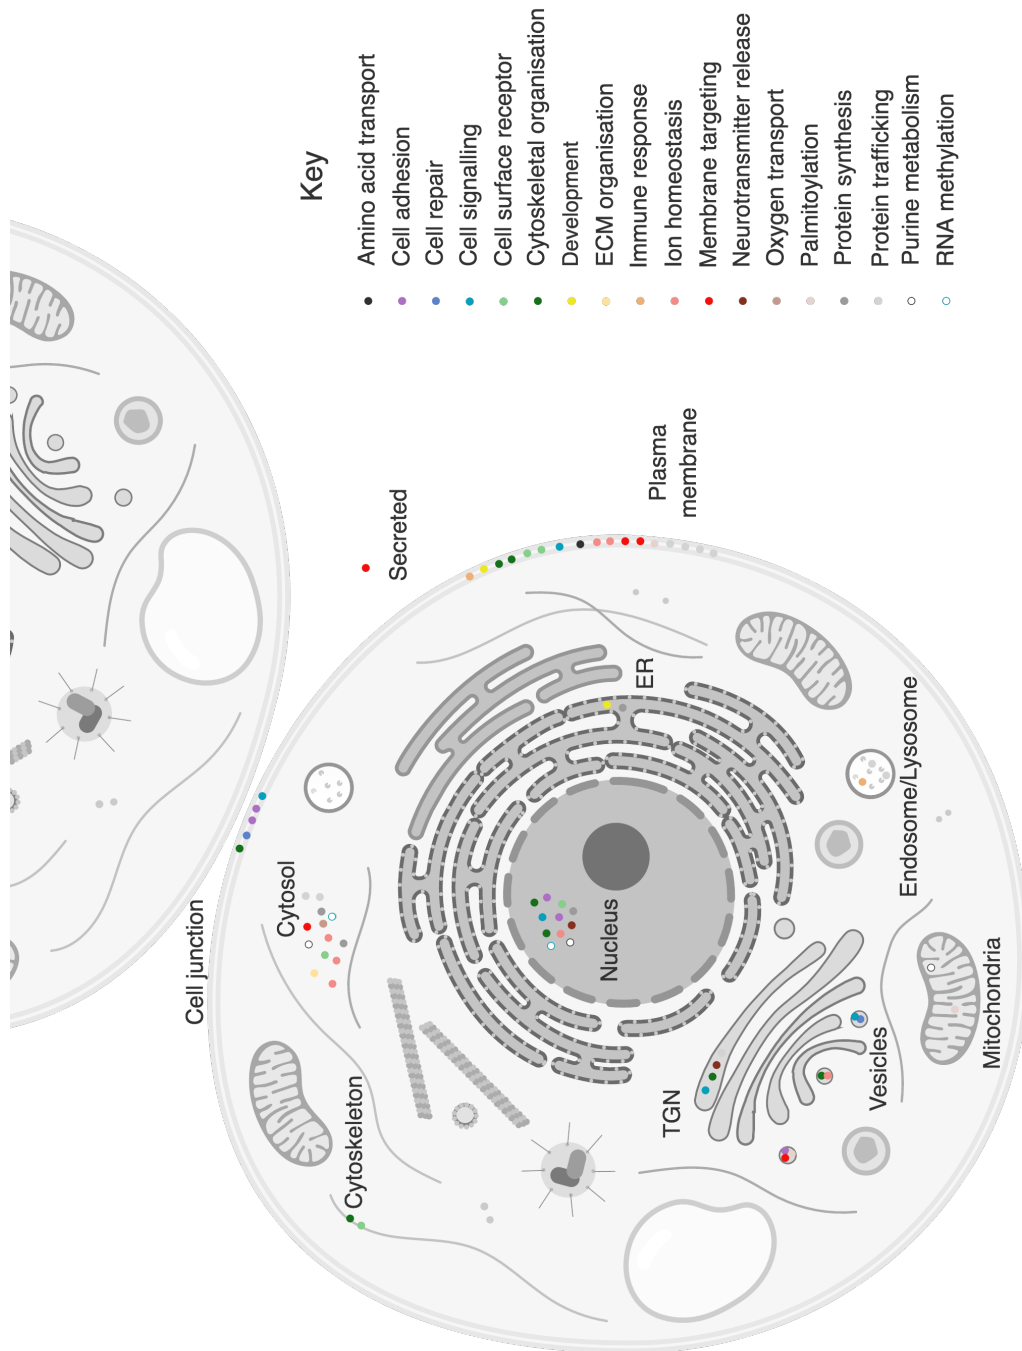 Key
Amino acid transport
Cell adhesion
Cell repair
Cell signalling
Cell surface receptor
Cytoskeletal organisation
Development
ECM organisation
Immune response
Ion homeostasis
Membrane targeting
Neurotransmitter release
Oxygen transport
Palmitoylation
Protein synthesis
Protein trafficking
Purine metabolism
RNA methylation
Secreted
Plasma
membrane
Cell junction
Cytosol
Cytoskeleton
ER
Nucleus
TGN
Vesicles
Endosome/Lysosome
Mitochondria